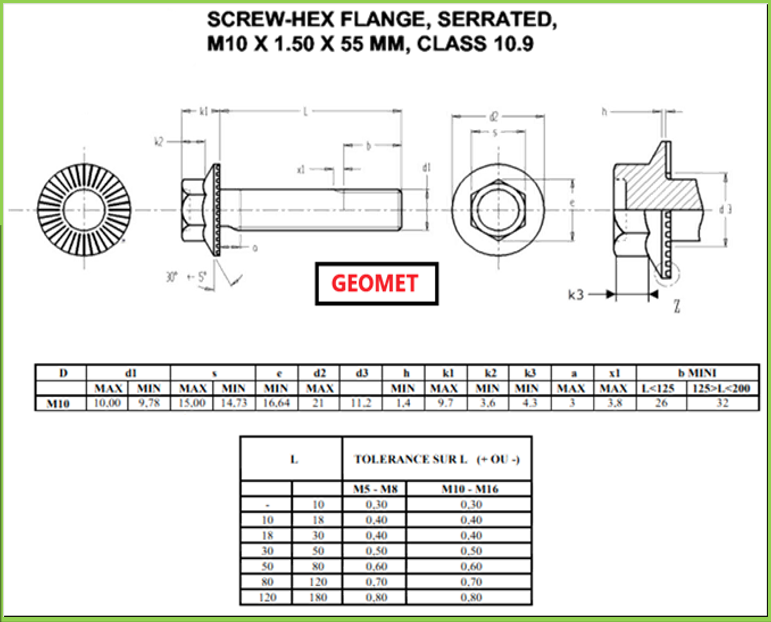 SCREW-HEX FLANGE, SERRATED,
M10 X 1.50 X 55 MM, CLASS 10.9
k1 L d2 h
k2 s
b
x1 d1
e d3
a
30° +- 5°
GEOMET
k3 Z
D d1 s e d2 d3 h k1 k2 k3 a x1 b MINI
MAX MIN MAX MIN MIN MAX MIN MAX MIN MIN MAX MAX L<125 125>L<200
M10 10,00 9,78 15,00 14,73 16,64 21 11,2 1,4 9.7 3,6 4.3 3 3,8 26 32
L TOLERANCE SUR L (+ OU -)
M5 - M8 M10 - M16
- 10 0,30 0,30
10 18 0,40 0,40
18 30 0,40 0,40
30 50 0,50 0,50
50 80 0,60 0,60
80 120 0,70 0,70
120 180 0,80 0,80